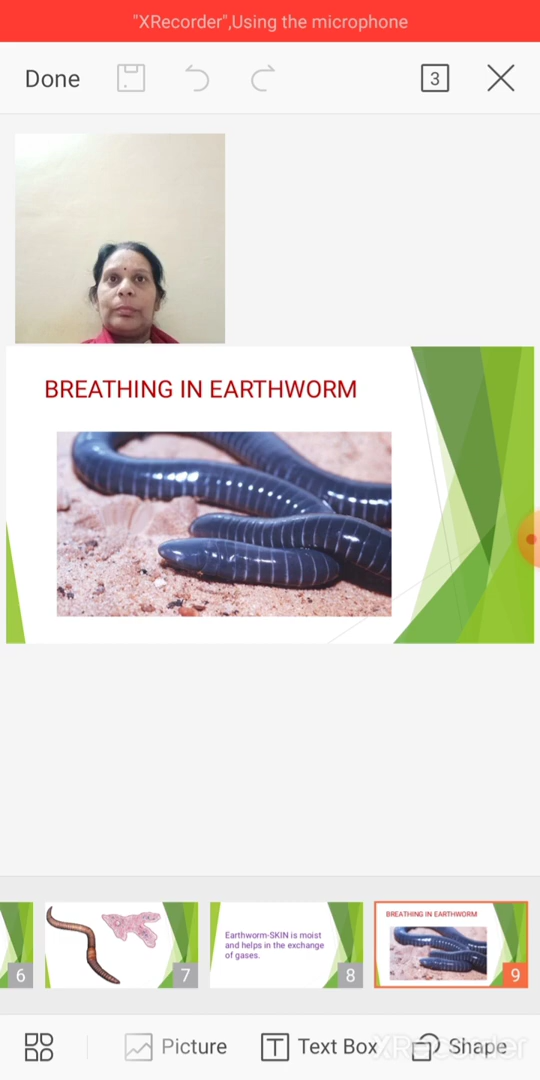 "XRecorder",Using the microphone
Done
3
BREATHING IN EARTHWORM
6
7
Earthworm-SKIN is moist
and helps in the exchange
of gases.
8
BREATHING IN EARTHWORM
9
Picture
Text Box
Shape
XRecorder